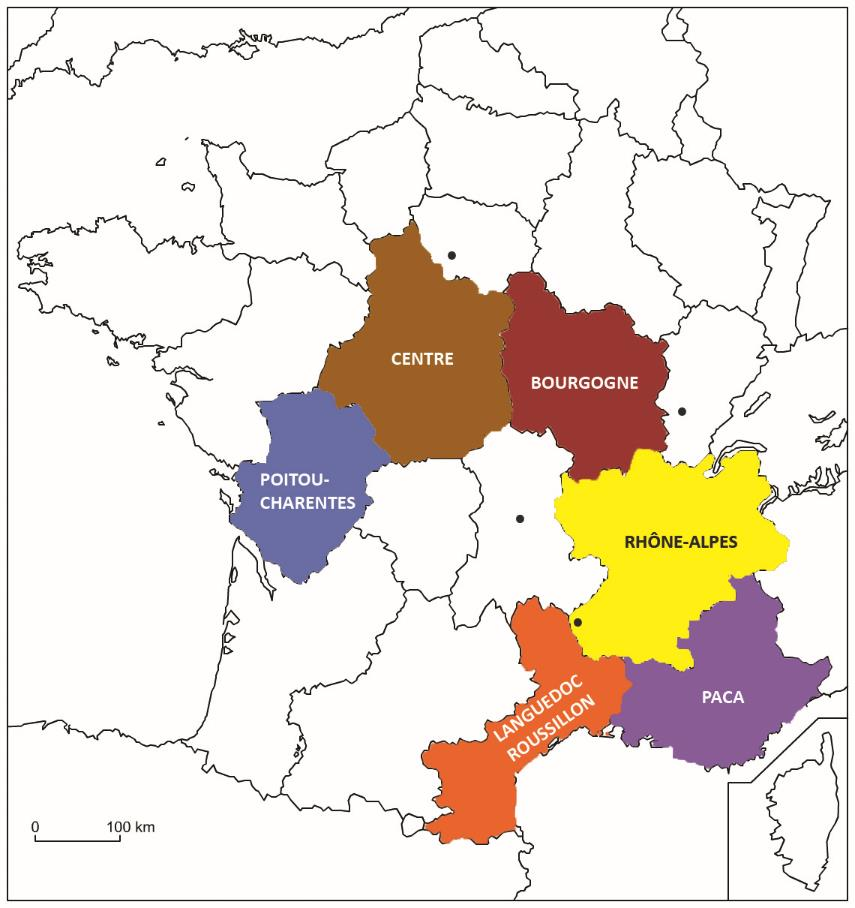 CENTRE
BOURGOGNE
POITOU-
CHARENTES
RHÔNE-ALPES
LANGUEDOC
ROUSSILLON
PACA
0 100 km